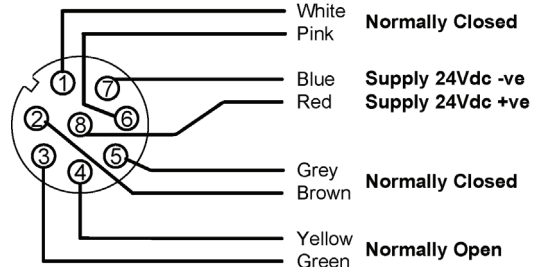 White
Pink
Normally Closed
1
7
Blue
Supply 24Vdc -ve
Red
Supply 24Vdc +ve
2
8
6
3
4
5
Grey
Brown
Normally Closed
Yellow
Green
Normally Open